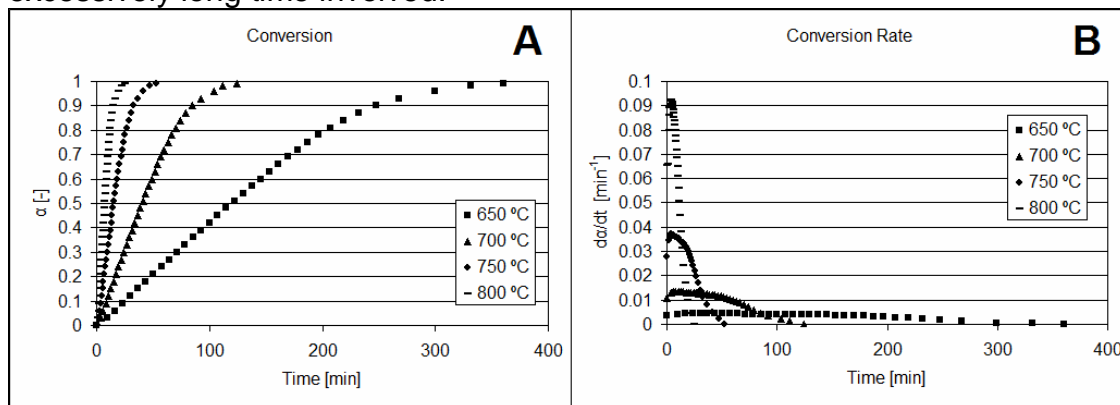 excessively long time involved.
Conversion
A
1
0.9
0.8
0.7
0.6
0.5
0.4
0.3
0.2
0.1
0
α [-]
650 ºC
700 ºC
750 ºC
800 ºC
0 100 200 300 400
Time [min]
Conversion Rate
B
0.1
0.09
0.08
0.07
0.06
0.05
0.04
0.03
0.02
0.01
0
dα/dt [min-1]
650 ºC
700 ºC
750 ºC
800 ºC
0 100 200 300 400
Time [min]